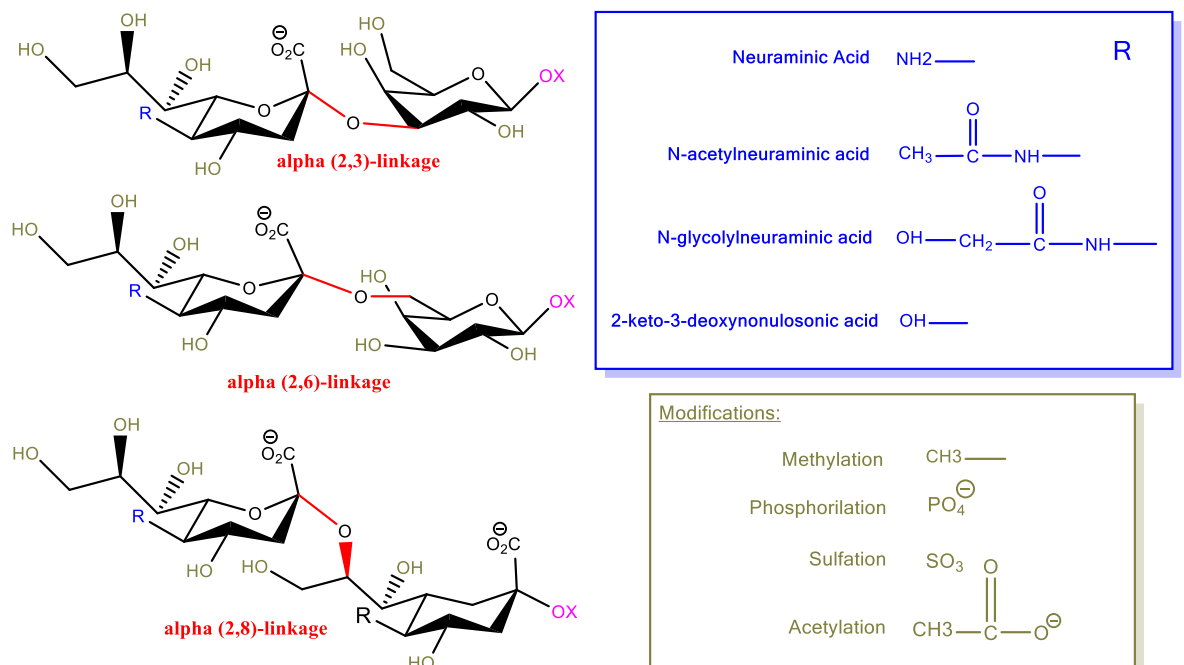 HO
OH
OH
⊖
O₂C
R
O
HO
alpha (2,3)-linkage
O
HO
HO
O
OX
OH
HO
OH
OH
⊖
O₂C
R
O
HO
alpha (2,6)-linkage
O
HO
O
OX
HO
OH
HO
OH
OH
⊖
O₂C
R
O
HO
O
HO
OH
⊖
O₂C
R
OX
HO
alpha (2,8)-linkage
R
Neuraminic Acid NH2
O
N-acetylneuraminic acid CH₃ C NH
O
N-glycolylneuraminic acid OH CH₂ C NH
2-keto-3-deoxynonulosonic acid OH
Modifications:
Methylation CH3
Phosphorilation PO₄⊖
Sulfation SO₃
O
Acetylation CH3 C O⊖